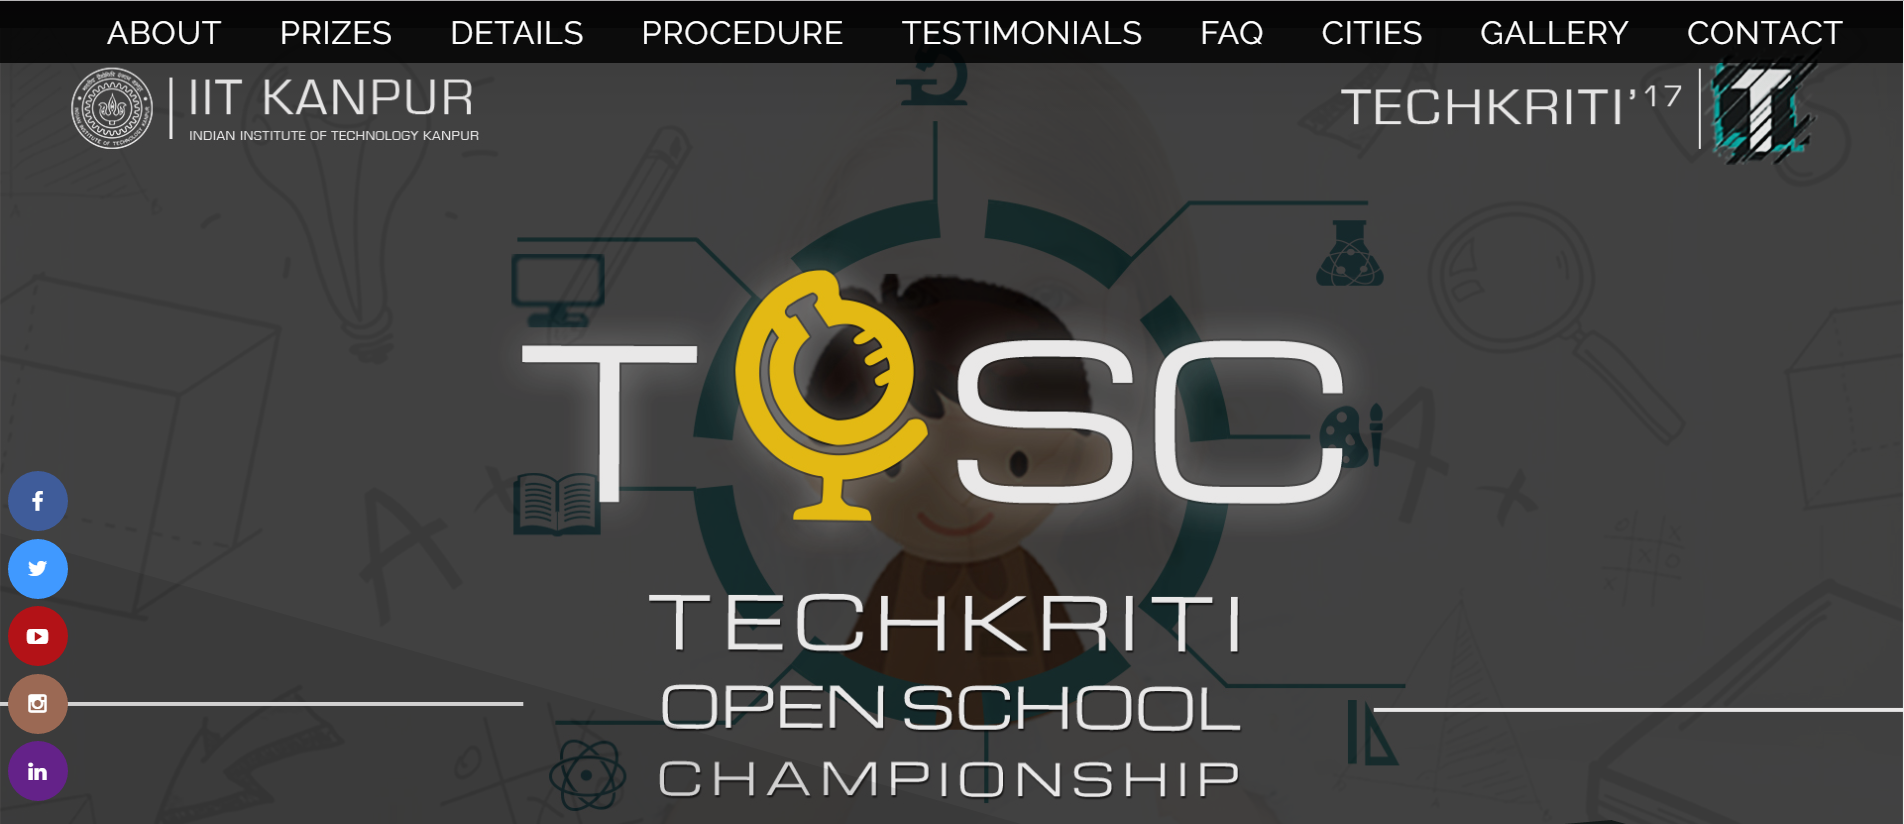 ABOUT PRIZES DETAILS PROCEDURE TESTIMONIALS FAQ CITIES GALLERY CONTACT
IIT KANPUR
INDIAN INSTITUTE OF TECHNOLOGY KANPUR
TECHKRITI'17
TOSC
TECHKRITI
OPEN SCHOOL
CHAMPIONSHIP